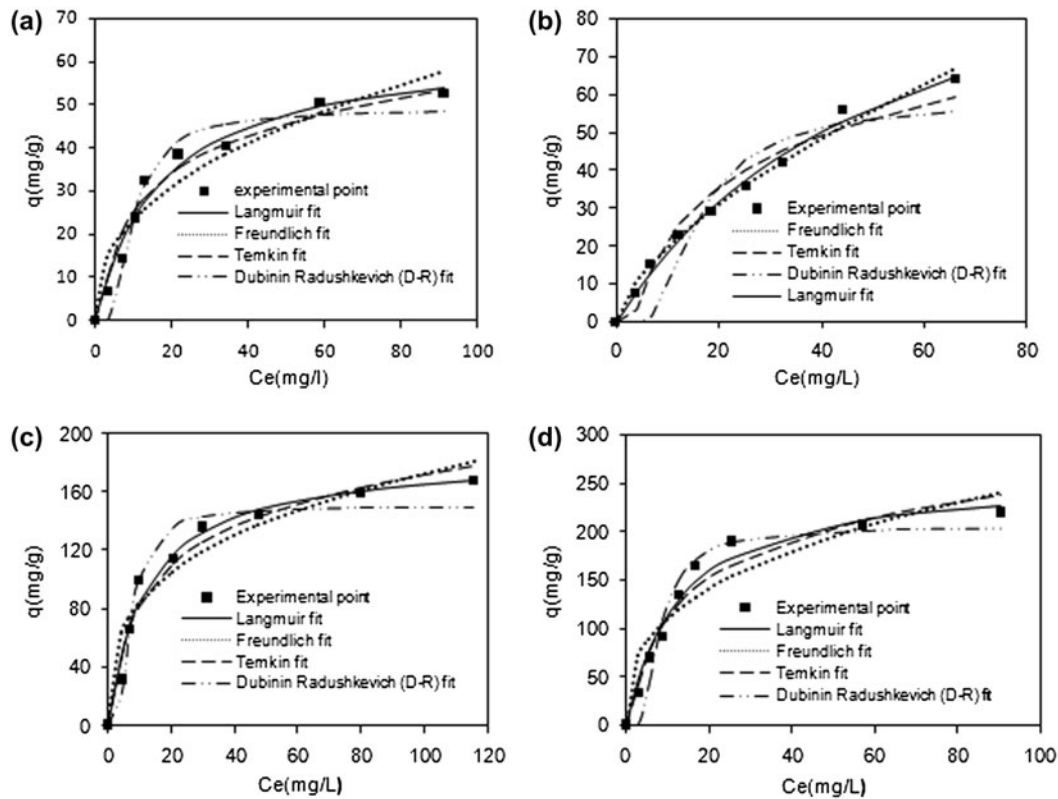 (a)
70
60
50
40
30
20
10
0
q(mg/g)
0 20 40 60 80 100
Ce(mg/l)
experimental point
Langmuir fit
Freundlich fit
Temkin fit
Dubinin Radushkevich (D-R) fit
(b)
80
70
60
50
40
30
20
10
0
q(mg/g)
0 20 40 60 80
Ce(mg/L)
Experimental point
Freundlich fit
Temkin fit
Dubinin Radushkevich (D-R) fit
Langmuir fit
(c)
200
160
120
80
40
0
q(mg/g)
0 20 40 60 80 100 120
Ce(mg/L)
Experimental point
Langmuir fit
Freundlich fit
Temkin fit
Dubinin Radushkevich (D-R) fit
(d)
300
250
200
150
100
50
0
q(mg/g)
0 20 40 60 80 100
Ce(mg/L)
Experimental point
Langmuir fit
Freundlich fit
Temkin fit
Dubinin Radushkevich (D-R) fit